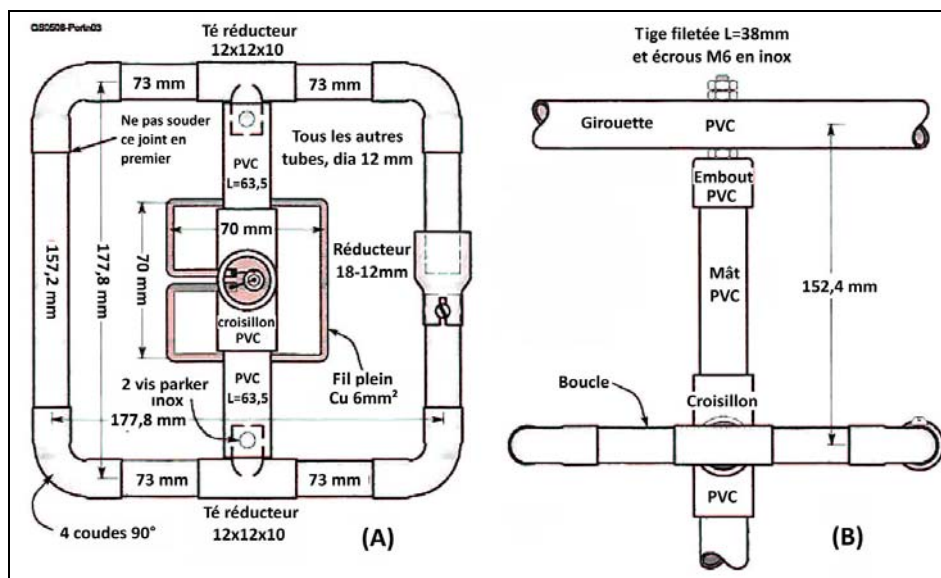 QS0508-Portn03
Té réducteur
12x12x10
73 mm
73 mm
Ne pas souder
ce joint en
premier
Tous les autres
tubes, dia 12 mm
PVC
L=63,5
70 mm
70 mm
177,8 mm
157,2 mm
Réducteur
18-12mm
croisillon
PVC
2 vis parker
inox
177,8 mm
PVC
L=63,5
Fil plein
Cu 6mm²
73 mm
73 mm
4 coudes 90°
Té réducteur
12x12x10
(A)
Tige filetée L=38mm
et écrous M6 en inox
Girouette
PVC
Embout
PVC
Mât
PVC
152,4 mm
Boucle
Croisillon
PVC
(B)